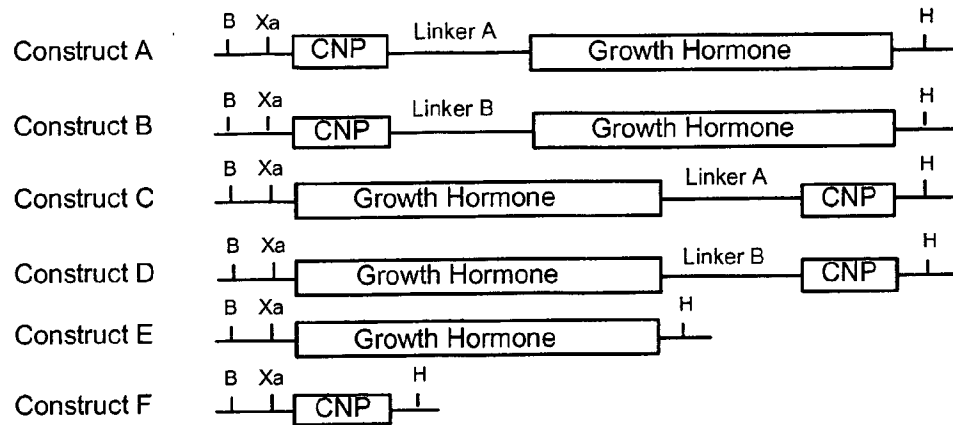 B Xa Linker A H
Construct A CNP Growth Hormone
B Xa Linker B H
Construct B CNP Growth Hormone
B Xa Linker A H
Construct C Growth Hormone CNP
B Xa Linker B H
Construct D Growth Hormone CNP
B Xa H
Construct E Growth Hormone
B Xa H
Construct F CNP